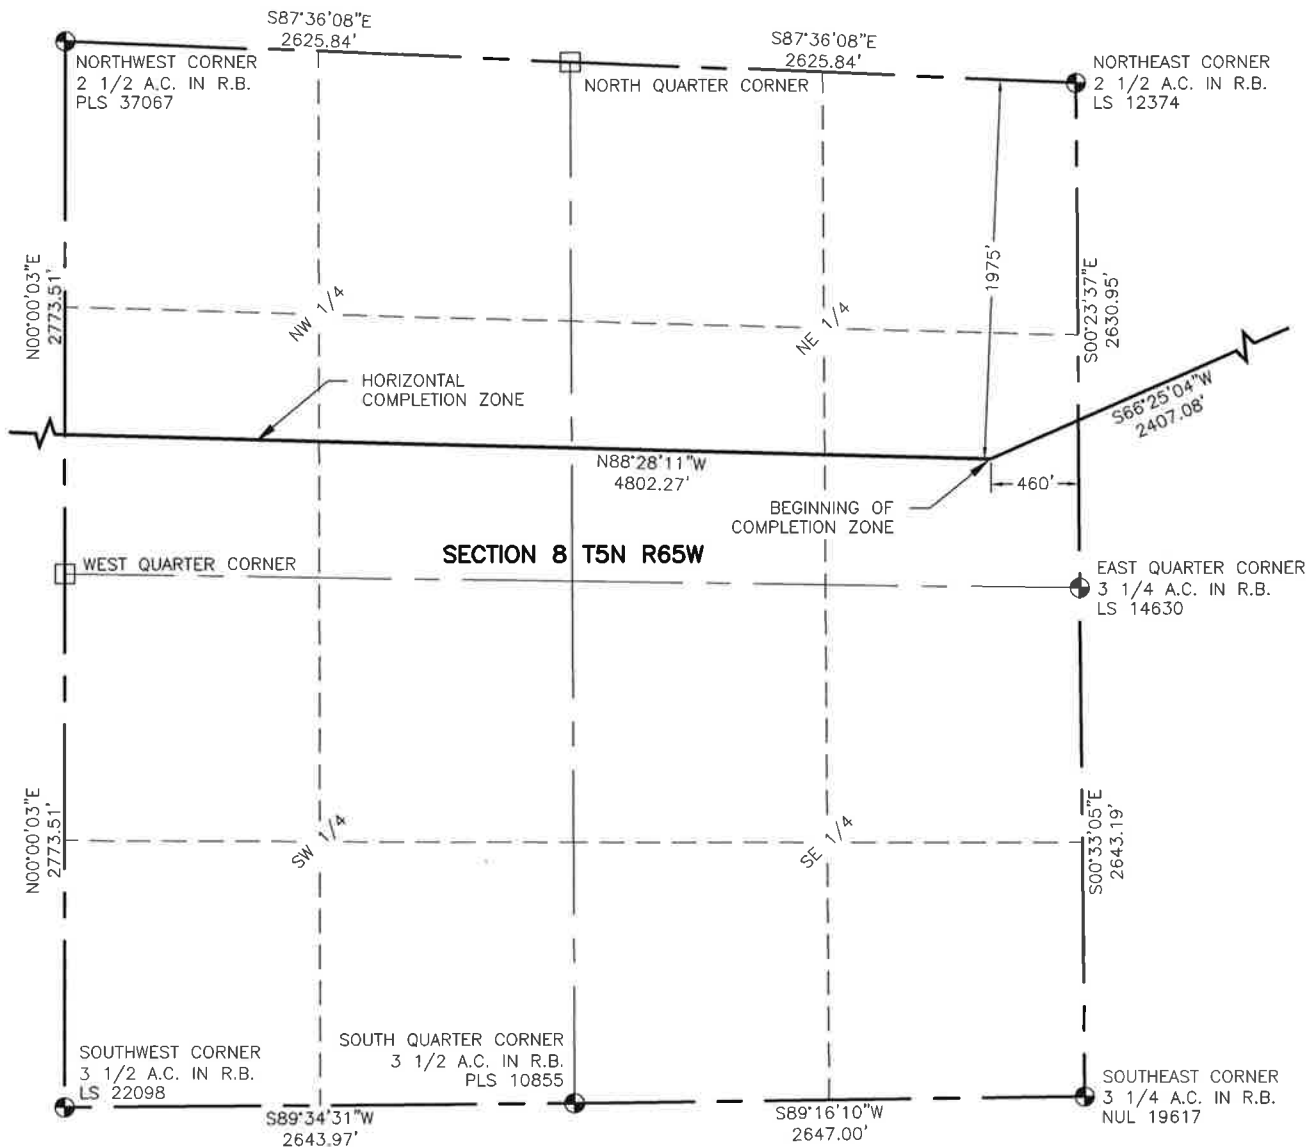 S87°36'08"E
2625.84'
S87°36'08"E
2625.84'
NORTHWEST CORNER
2 1/2 A.C. IN R.B.
PLS 37067
NORTH QUARTER CORNER
NORTHEAST CORNER
2 1/2 A.C. IN R.B.
LS 12374
N00°00'03"E
2773.51'
NW 1/4
NE 1/4
1975'
S00°23'37"E
2630.95'
HORIZONTAL
COMPLETION ZONE
S66°25'04"W
2407.08'
N88°28'11"W
4802.27'
460'
BEGINNING OF
COMPLETION ZONE
SECTION 8 T5N R65W
WEST QUARTER CORNER
EAST QUARTER CORNER
3 1/4 A.C. IN R.B.
LS 14630
N00°00'03"E
2773.51'
SW 1/4
SE 1/4
S00°33'05"E
2643.19'
SOUTHWEST CORNER
3 1/2 A.C. IN R.B.
LS 22098
SOUTH QUARTER CORNER
3 1/2 A.C. IN R.B.
PLS 10855
SOUTHEAST CORNER
3 1/4 A.C. IN R.B.
NUL 19617
S89°34'31"W
2643.97'
S89°16'10"W
2647.00'